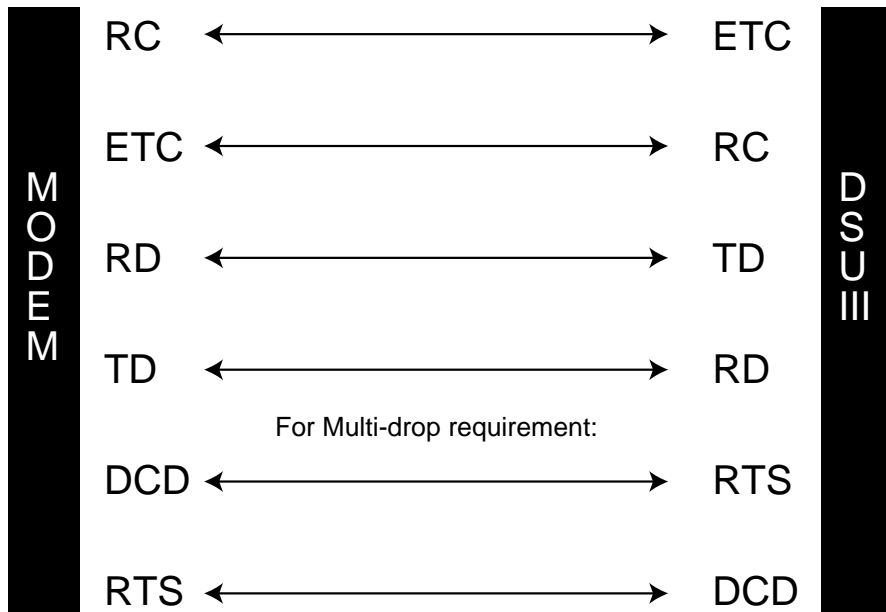 RC ETC
ETC RC
RD TD
TD RD
For Multi-drop requirement:
DCD RTS
RTS DCD
MODEM
DSU III